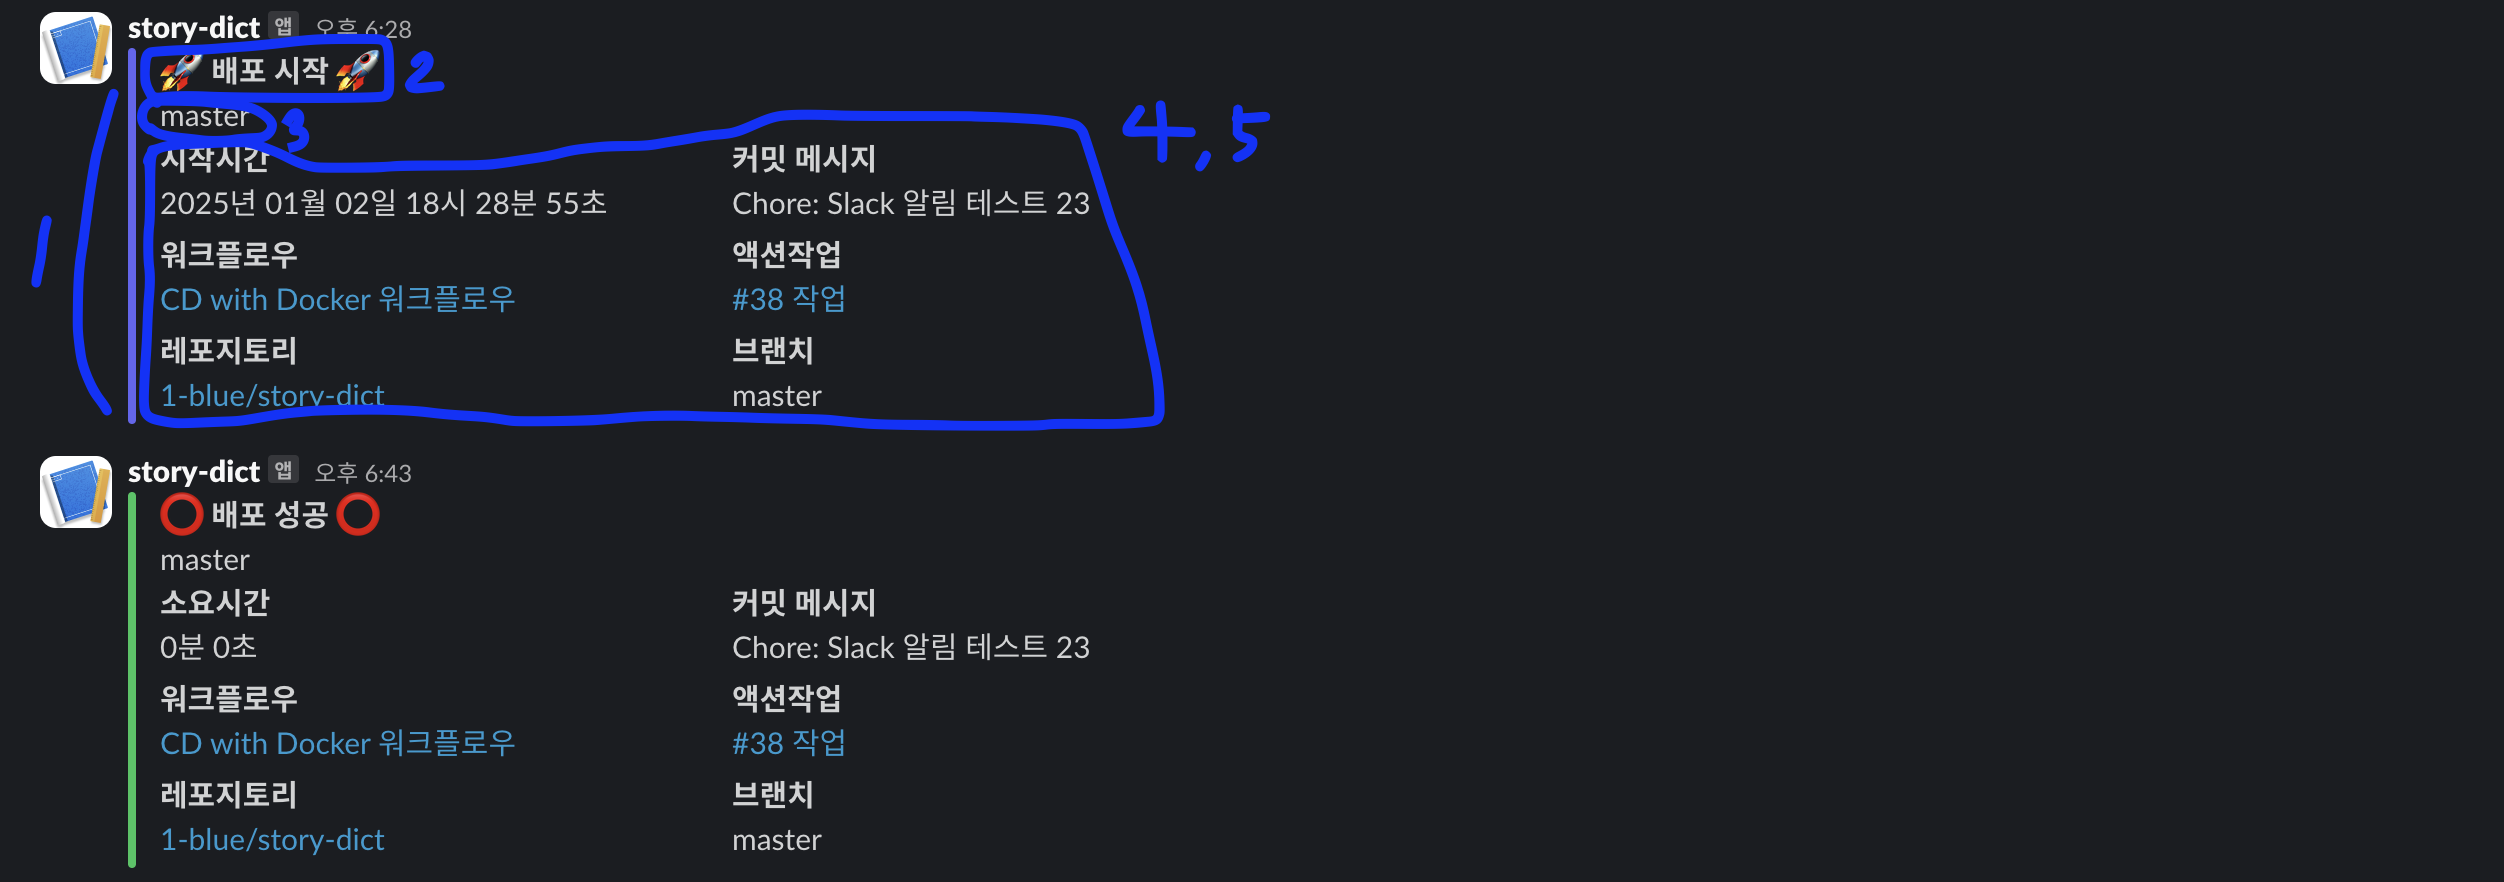 story-dict 앱 오후 6:28
배포 시작 2
master 3
4, 5
시작시간 커밋 메시지
2025년 01월 02일 18시 28분 55초 Chore: Slack 알림 테스트 23
1
워크플로우 액션작업
CD with Docker 워크플로우 #38 작업
레포지토리 브랜치
1-blue/story-dict master
story-dict 앱 오후 6:43
배포 성공
master
소요시간 커밋 메시지
0분 0초 Chore: Slack 알림 테스트 23
워크플로우 액션작업
CD with Docker 워크플로우 #38 작업
레포지토리 브랜치
1-blue/story-dict master